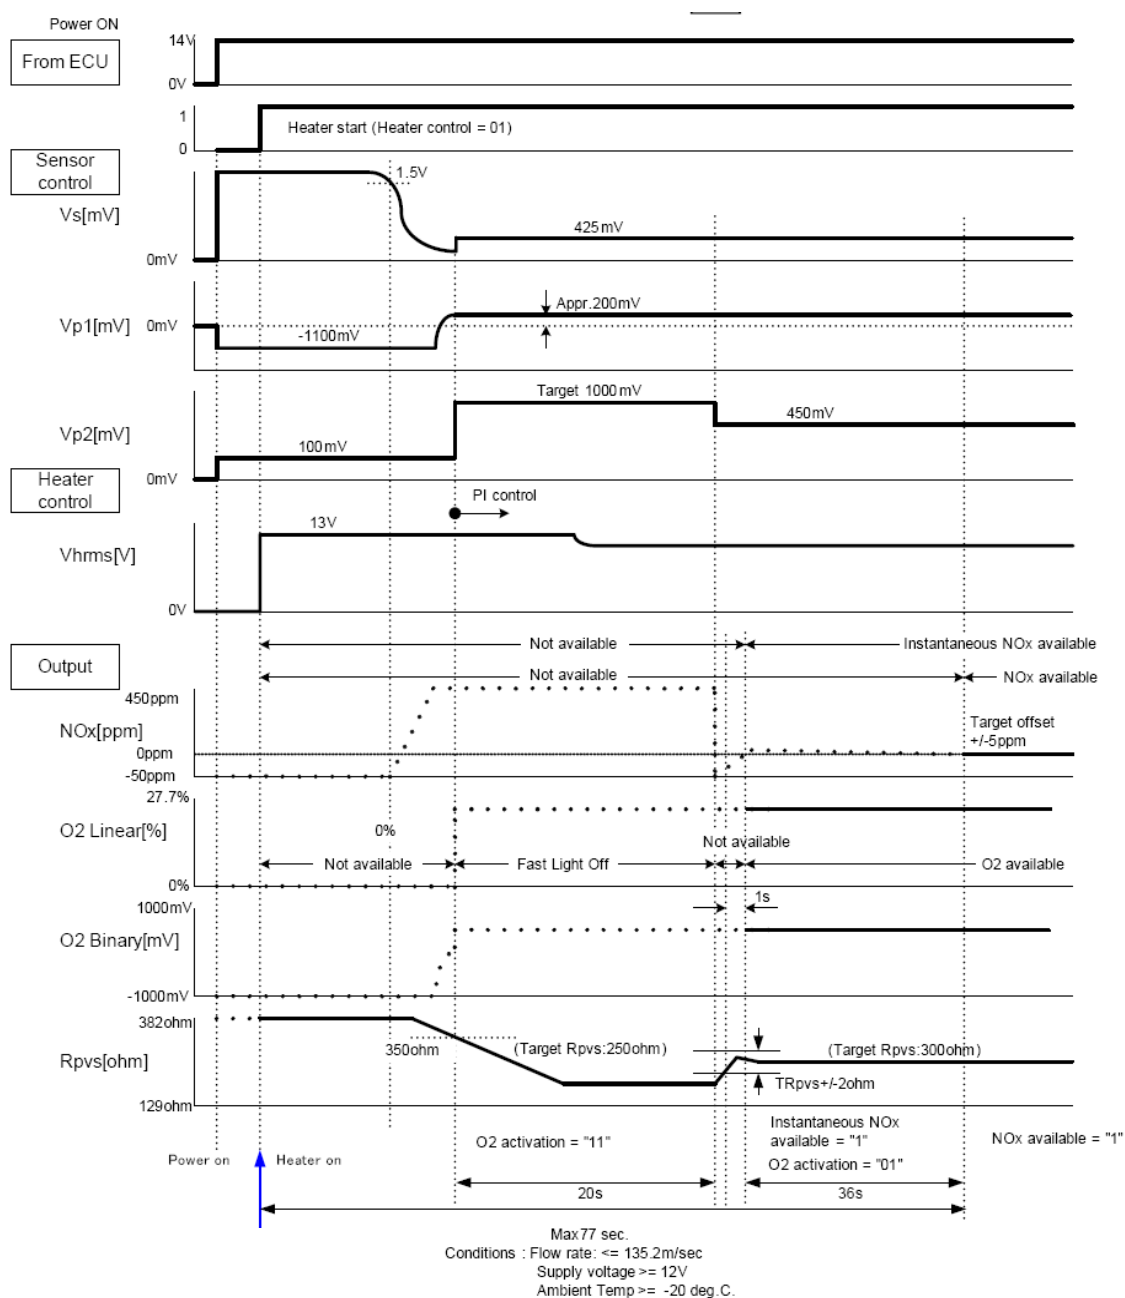 Power ON
From ECU
14V
0V
1
0
Heater start (Heater control = 01)
Sensor
control
1.5V
Vs[mV]
425mV
0mV
Appr.200mV
Vp1[mV]
0mV
-1100mV
Target 1000mV
450mV
Vp2[mV]
100mV
0mV
Heater
control
PI control
13V
Vhrms[V]
0V
Not available
Instantaneous NOx available
Output
Not available
NOx available
450ppm
NOx[ppm]
Target offset
+/-5ppm
0ppm
-50ppm
27.7%
O2 Linear[%]
0%
Not available
Not available
Fast Light Off
O2 available
0%
1000mV
1s
O2 Binary[mV]
-1000mV
382ohm
350ohm
(Target Rpvs:250ohm)
(Target Rpvs:300ohm)
Rpvs[ohm]
TRpvs+/-2ohm
129ohm
O2 activation = "11"
Instantaneous NOx
available = "1"
NOx available = "1"
Power on
Heater on
O2 activation = "01"
20s
36s
Max77 sec.
Conditions : Flow rate: <= 135.2m/sec
Supply voltage >= 12V
Ambient Temp >= -20 deg.C.